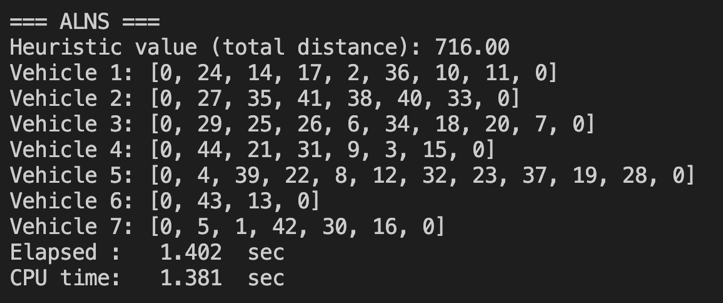 === ALNS ===
Heuristic value (total distance): 716.00
Vehicle 1: [0, 24, 14, 17, 2, 36, 10, 11, 0]
Vehicle 2: [0, 27, 35, 41, 38, 40, 33, 0]
Vehicle 3: [0, 29, 25, 26, 6, 34, 18, 20, 7, 0]
Vehicle 4: [0, 44, 21, 31, 9, 3, 15, 0]
Vehicle 5: [0, 4, 39, 22, 8, 12, 32, 23, 37, 19, 28, 0]
Vehicle 6: [0, 43, 13, 0]
Vehicle 7: [0, 5, 1, 42, 30, 16, 0]
Elapsed :   1.402  sec
CPU time:   1.381  sec